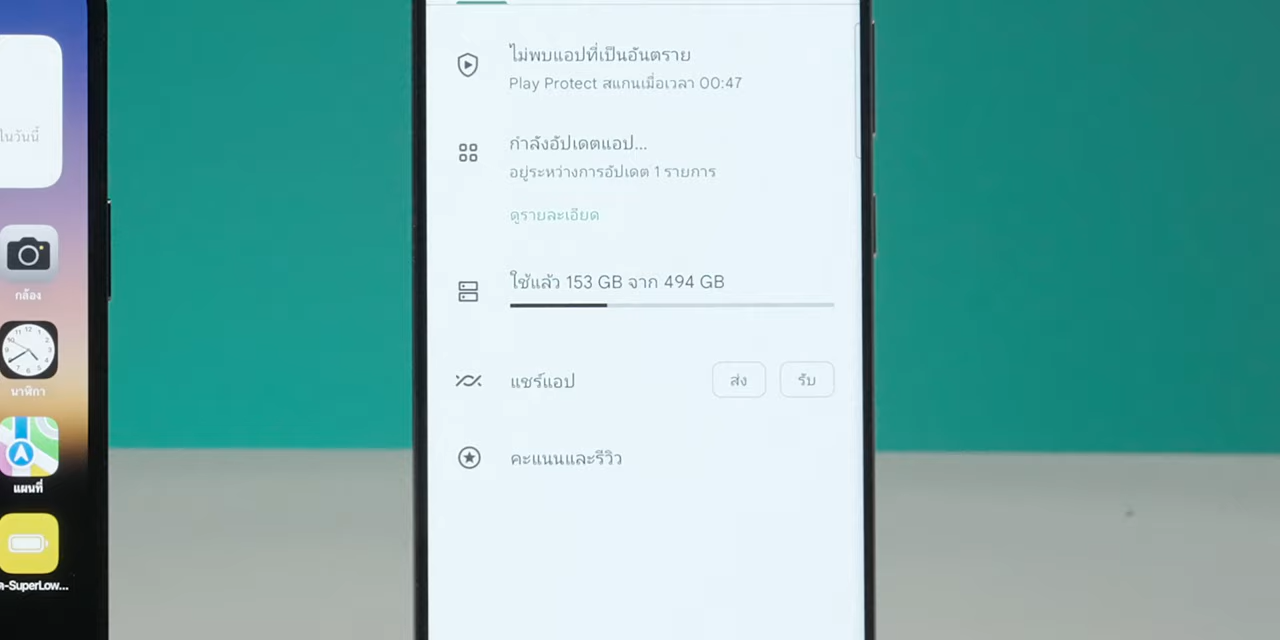 ในวันนี้
กล้อง
นาฬิกา
แผนที่
-SuperLow...
ไม่พบแอปที่เป็นอันตราย
Play Protect สแกนเมื่อเวลา 00:47
กำลังอัปเดตแอป...
อยู่ระหว่างการอัปเดต 1 รายการ
ดูรายละเอียด
ใช้แล้ว 153 GB จาก 494 GB
แชร์แอป
ส่ง
รับ
คะแนนและรีวิว